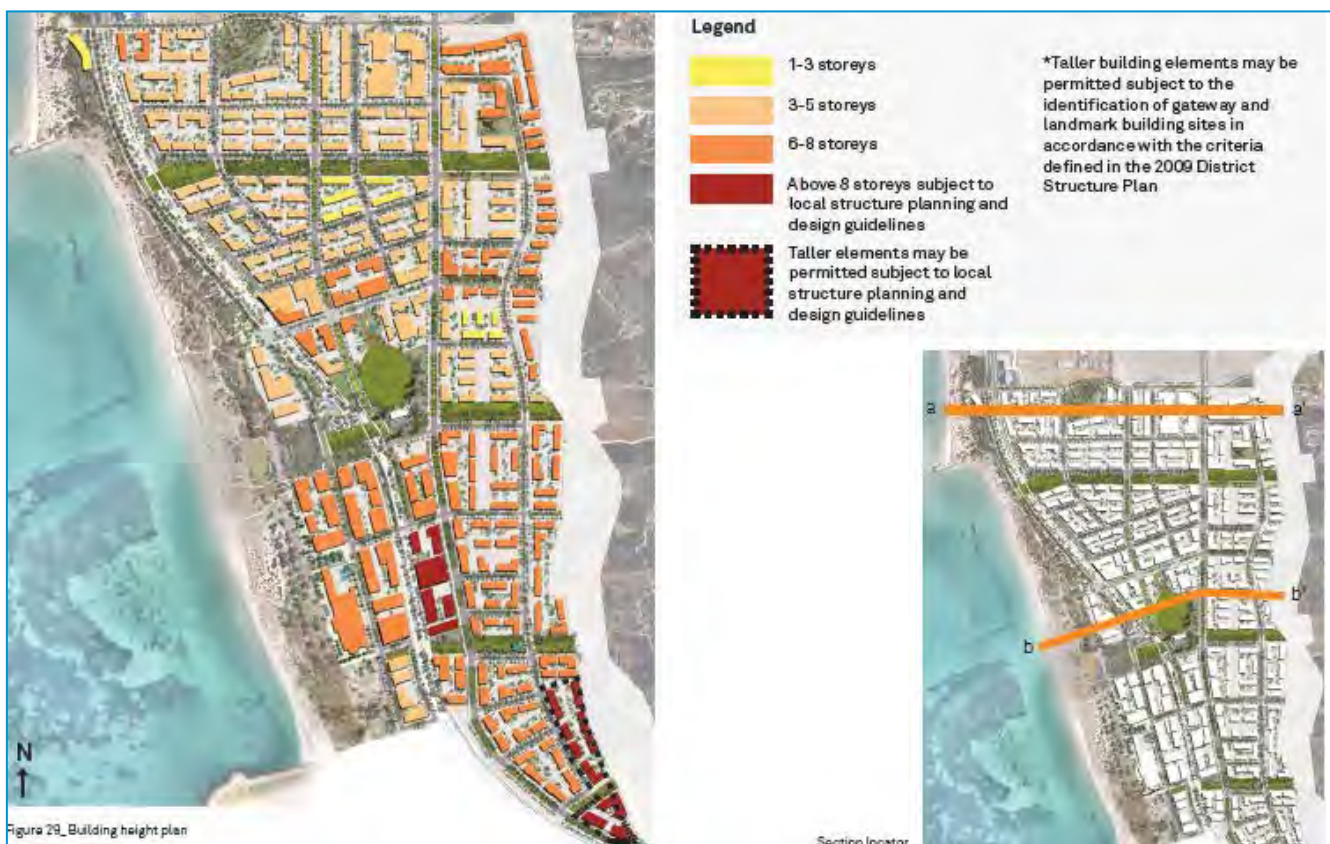 Legend
1-3 storeys
3-5 storeys
6-8 storeys
Above 8 storeys subject to
local structure planning and
design guidelines
Taller elements may be
permitted subject to local
structure planning and
design guidelines
*Taller building elements may be
permitted subject to the
identification of gateway and
landmark building sites in
accordance with the criteria
defined in the 2009 District
Structure Plan
a
a'
b
b'
N
Figure 29_Building height plan
Section locator